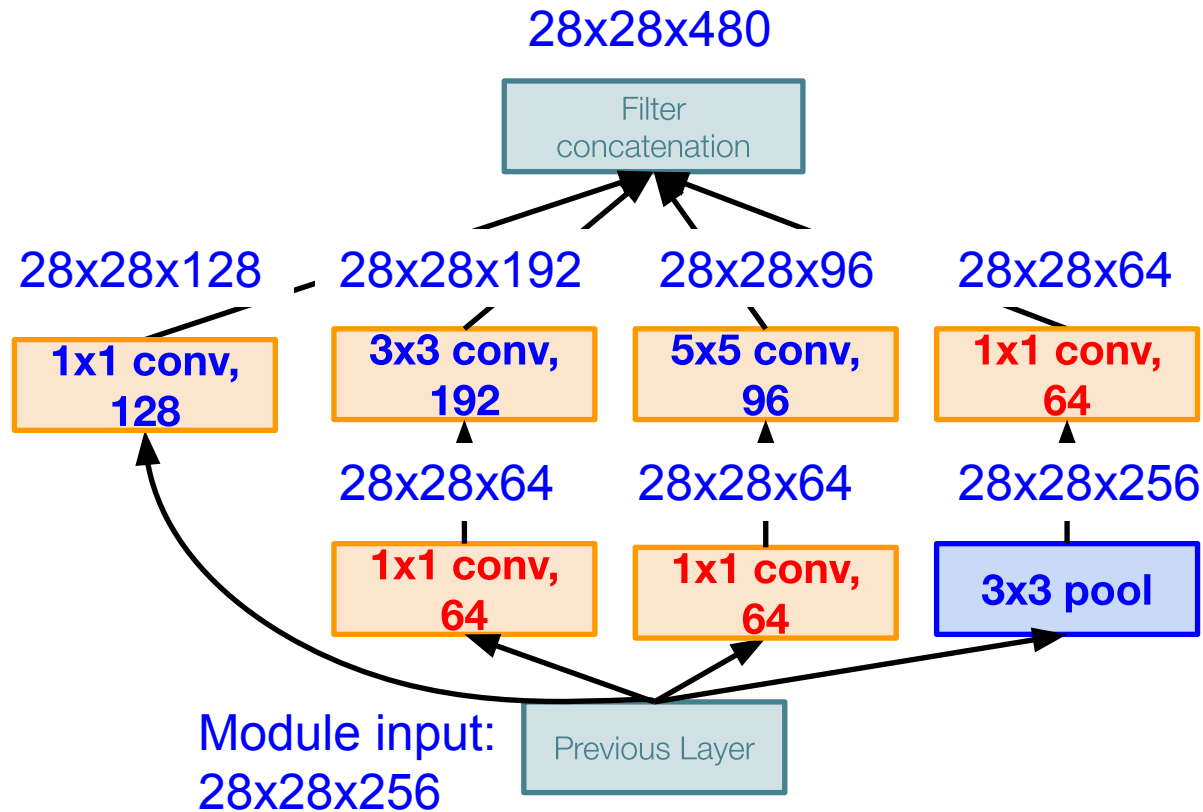 28x28x480
Filter
concatenation
28x28x128
28x28x192
28x28x96
28x28x64
1x1 conv,
128
3x3 conv,
192
5x5 conv,
96
1x1 conv,
64
28x28x64
28x28x64
28x28x256
1x1 conv,
64
1x1 conv,
64
3x3 pool
Module input:
28x28x256
Previous Layer